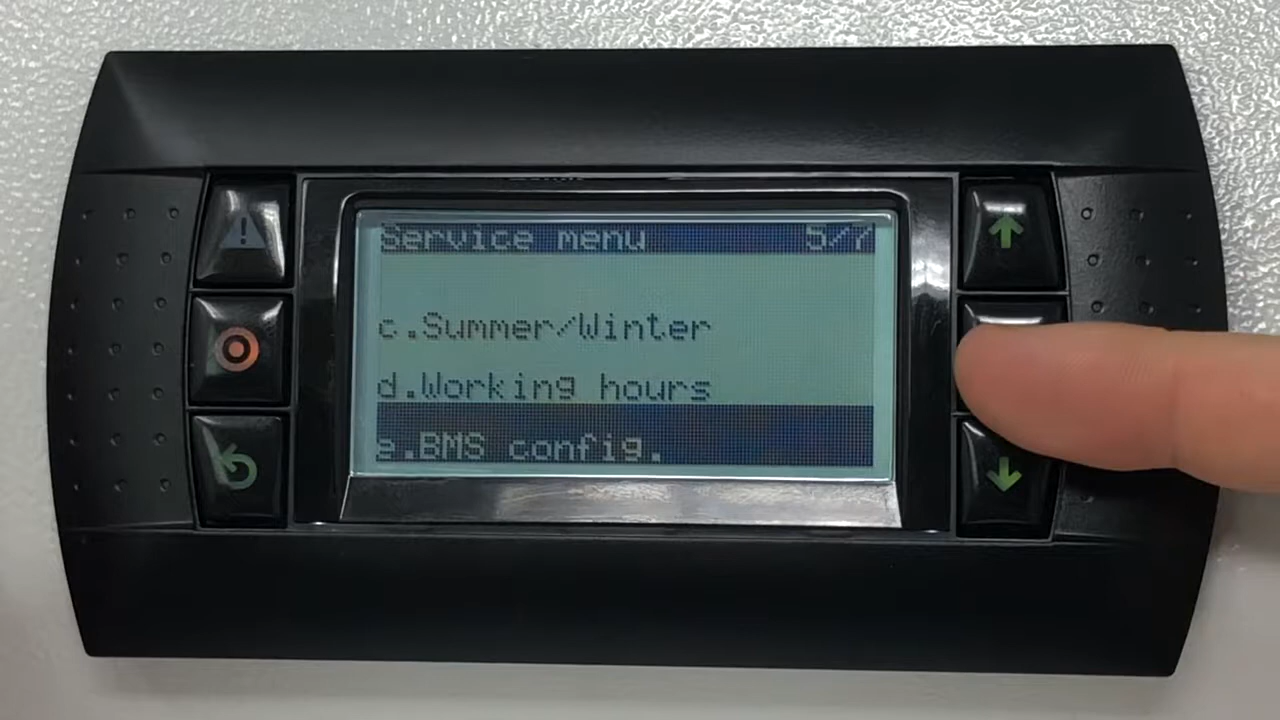 Service menu 5/7
c.Summer/Winter
d.Working hours
e.BMS config.